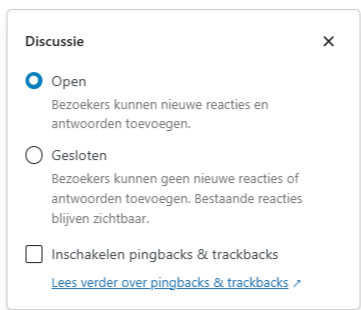 Discussie
Open
Bezoekers kunnen nieuwe reacties en
antwoorden toevoegen.
Gesloten
Bezoekers kunnen geen nieuwe reacties of
antwoorden toevoegen. Bestaande reacties
blijven zichtbaar.
Inschakelen pingbacks & trackbacks
Lees verder over pingbacks & trackbacks ↗